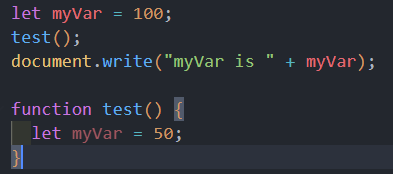 let myVar = 100;
test();
document.write("myVar is " + myVar);
function test() {
let myVar = 50;
}